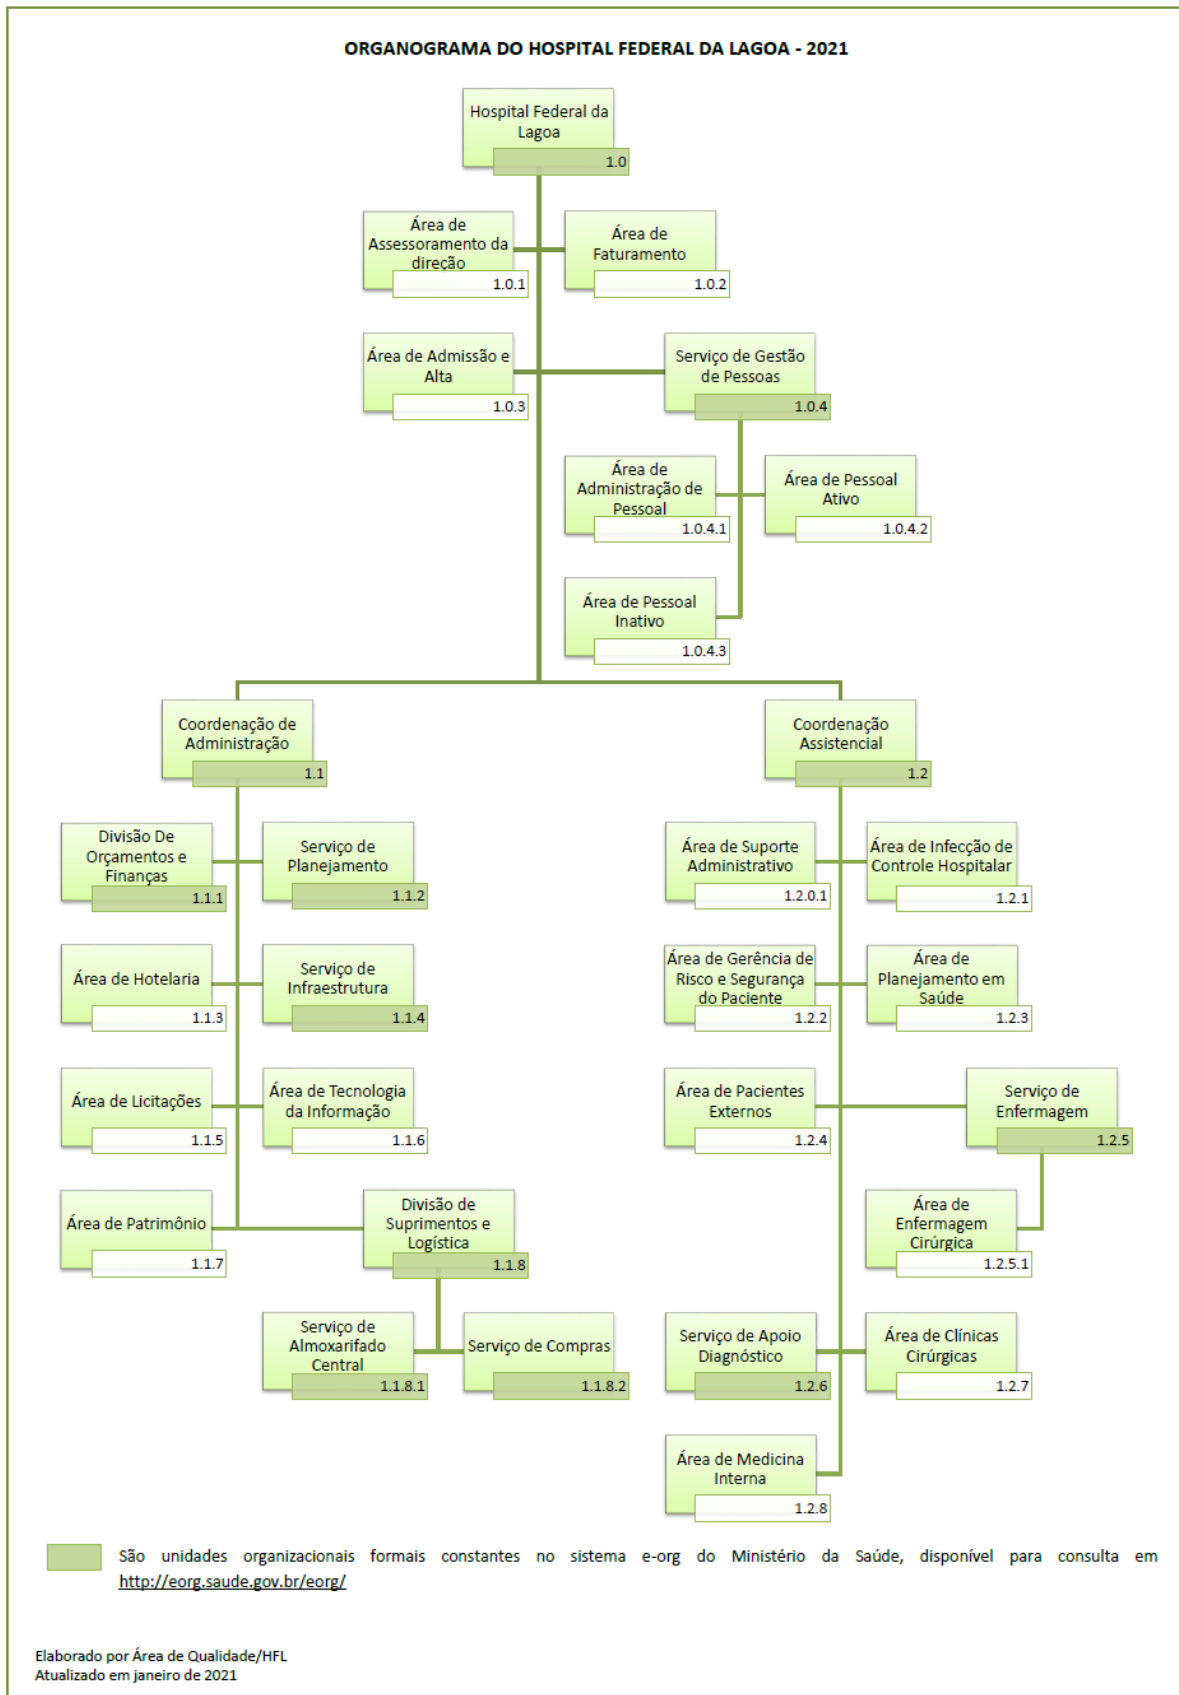 ORGANOGRAMA DO HOSPITAL FEDERAL DA LAGOA - 2021
Hospital Federal da
Lagoa
1.0
Área de
Assessoramento da
direção
1.0.1
Área de
Faturamento
1.0.2
Área de Admissão e
Alta
1.0.3
Serviço de Gestão
de Pessoas
1.0.4
Área de
Administração de
Pessoal
1.0.4.1
Área de Pessoal
Ativo
1.0.4.2
Área de Pessoal
Inativo
1.0.4.3
Coordenação de
Administração
1.1
Coordenação
Assistencial
1.2
Divisão De
Orçamentos e
Finanças
1.1.1
Serviço de
Planejamento
1.1.2
Área de Suporte
Administrativo
1.2.0.1
Área de Infecção de
Controle Hospitalar
1.2.1
Área de Hotelaria
1.1.3
Serviço de
Infraestrutura
1.1.4
Área de Gerência de
Risco e Segurança
do Paciente
1.2.2
Área de
Planejamento em
Saúde
1.2.3
Área de Licitações
1.1.5
Área de Tecnologia
da Informação
1.1.6
Área de Pacientes
Externos
1.2.4
Serviço de
Enfermagem
1.2.5
Área de Patrimônio
1.1.7
Divisão de
Suprimentos e
Logística
1.1.8
Área de
Enfermagem
Cirúrgica
1.2.5.1
Serviço de
Almoxarifado
Central
1.1.8.1
Serviço de Compras
1.1.8.2
Serviço de Apoio
Diagnóstico
1.2.6
Área de Clínicas
Cirúrgicas
1.2.7
Área de Medicina
Interna
1.2.8
São unidades organizacionais formais constantes no sistema e-org do Ministério da Saúde, disponível para consulta em
http://eorg.saude.gov.br/eorg/
Elaborado por Área de Qualidade/HFL
Atualizado em janeiro de 2021